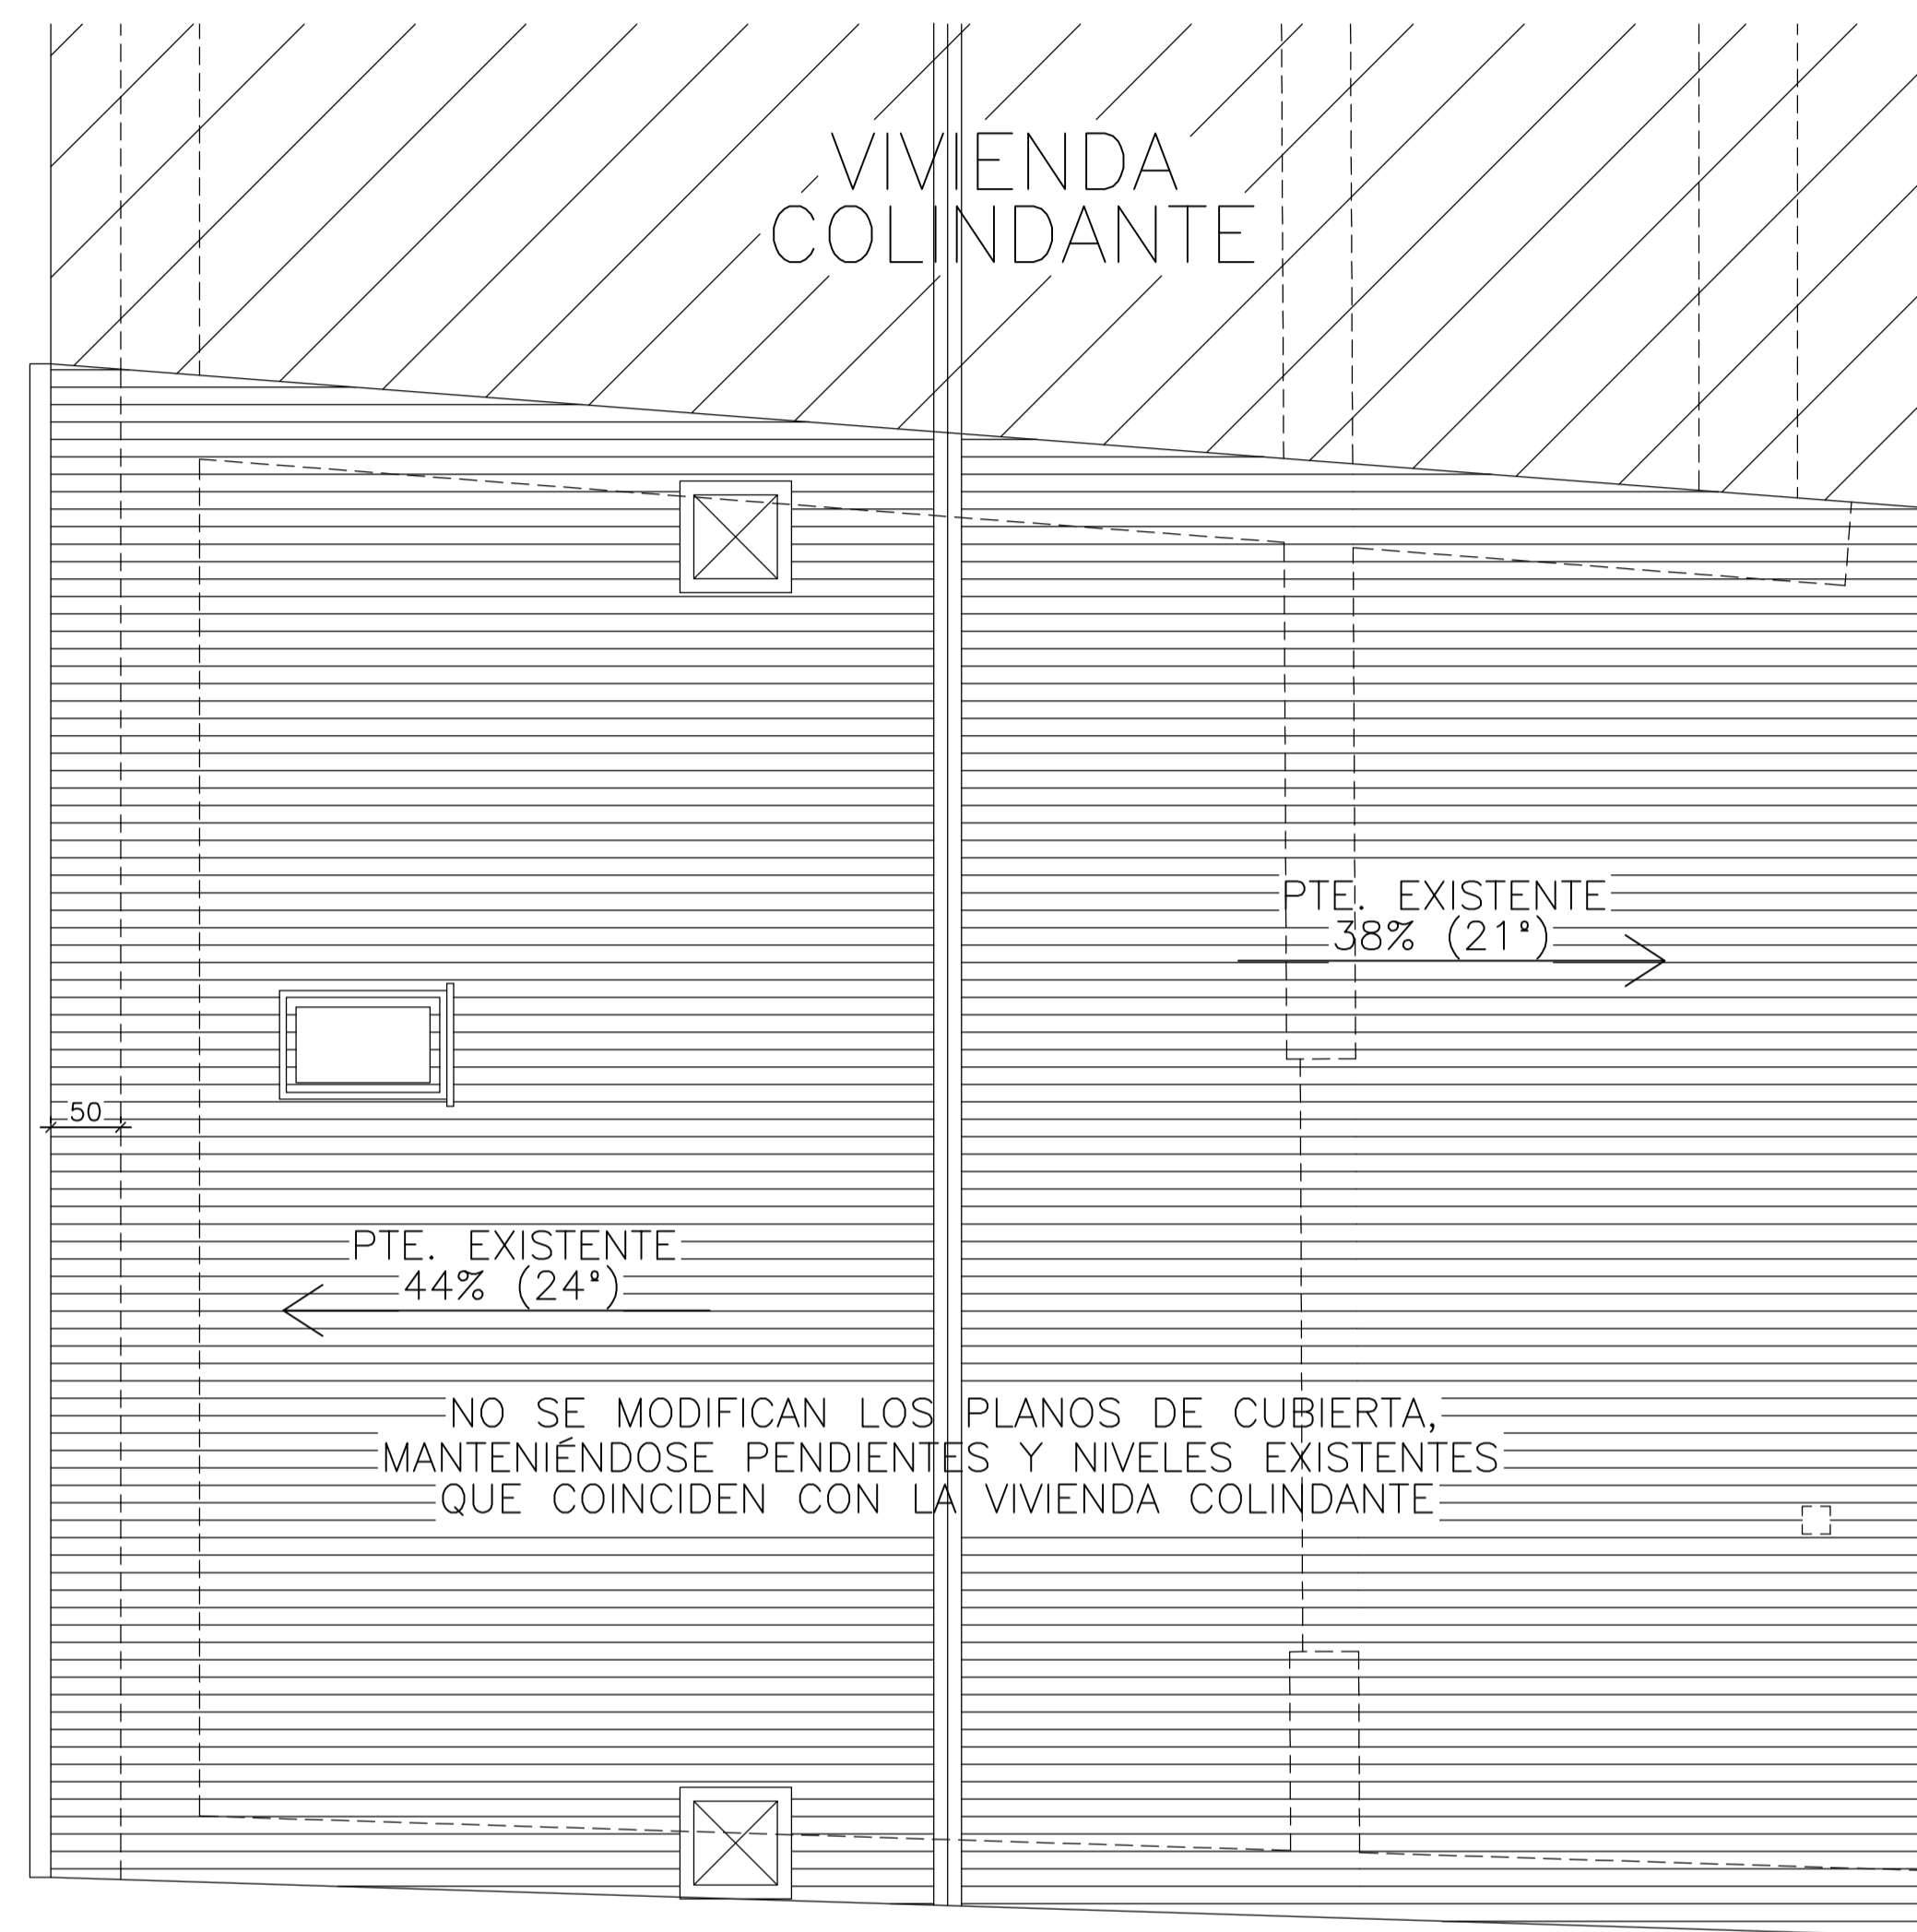 VIVIENDA
COLINDANTE
PTE. EXISTENTE
38% (21º)
50
PTE. EXISTENTE
44% (24º)
NO SE MODIFICAN LOS PLANOS DE CUBIERTA,
MANTENIÉNDOSE PENDIENTES Y NIVELES EXISTENTES
QUE COINCIDEN CON LA VIVIENDA COLINDANTE